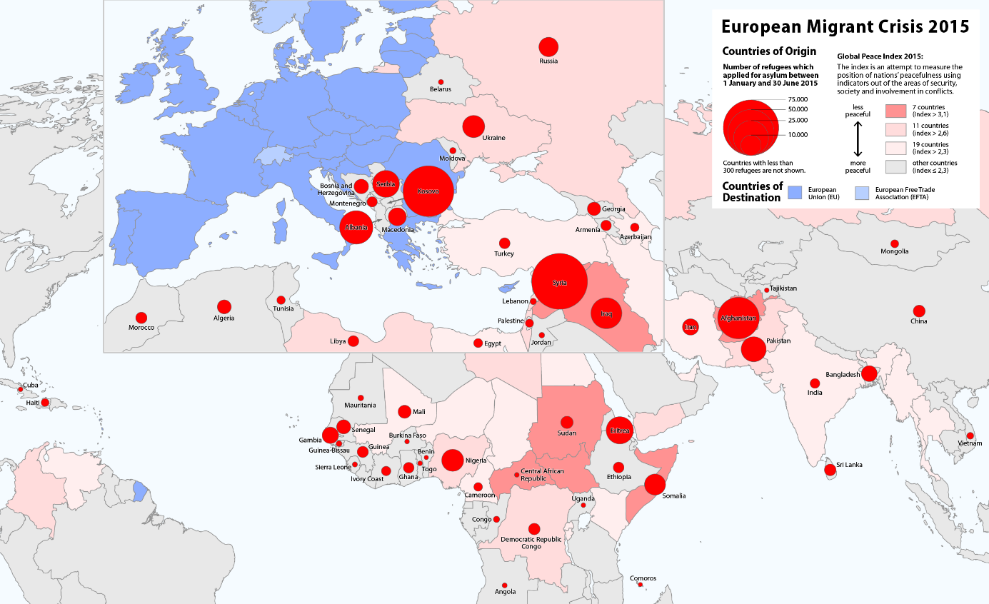 European Migrant Crisis 2015
Countries of Origin
Number of refugees which
applied for asylum between
1 January and 30 June 2015
75.000
50.000
25.000
10.000
Countries with less than
300 refugees are not shown.
Global Peace Index 2015:
The index is an attempt to measure the
position of nations' peacefulness using
indicators out of the areas of security,
society and involvement in conflicts.
less
peaceful
more
peaceful
7 countries
(index > 3,1)
11 countries
(index > 2,6)
19 countries
(index > 2,3)
other countries
(index ≤ 2,3)
Countries of
Destination
European
Union (EU)
European Free Trade
Association (EFTA)
Russia
Belarus
Ukraine
Moldova
Bosnia and
Herzegovina
Serbia
Kosovo
Montenegro
Albania
Macedonia
Georgia
Armenia
Azerbaijan
Turkey
Syria
Lebanon
Iraq
Palestine
Jordan
Morocco
Algeria
Tunisia
Libya
Egypt
Mongolia
Tajikistan
Afghanistan
China
Iran
Pakistan
Bangladesh
India
Vietnam
Sri Lanka
Cuba
Haiti
Mauritania
Mali
Senegal
Gambia
Guinea-Bissau
Guinea
Sierra Leone
Ivory Coast
Burkina Faso
Benin
Togo
Ghana
Nigeria
Cameroon
Sudan
Eritrea
Central African
Republic
Ethiopia
Somalia
Uganda
Congo
Democratic Republic
Congo
Angola
Comoros